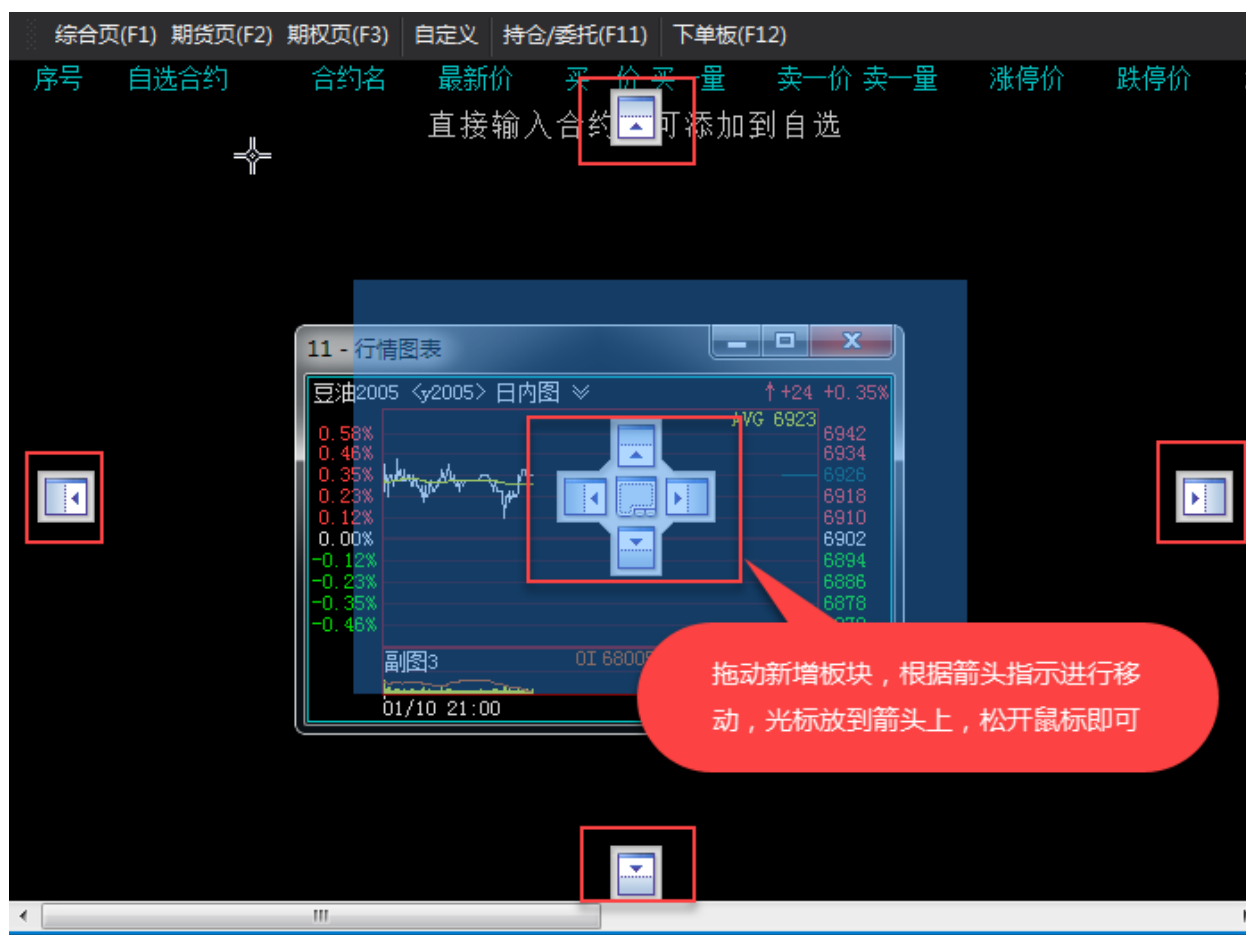 综合页(F1) 期货页(F2) 期权页(F3) 自定义 持仓/委托(F11) 下单板(F12)
序号 自选合约 合约名 最新价 买一价 买一量 卖一价 卖一量 涨停价 跌停价
直接输入合约 可添加到自选
11 - 行情图表
豆油2005 <y2005> 日内图 +24 +0.35%
AVG 6923
0.58% 6942
0.46% 6934
0.35% 6926
0.23% 6918
0.12% 6910
0.00% 6902
-0.12% 6894
-0.23% 6886
-0.35% 6878
-0.46%
副图3 OI 68005
01/10 21:00
拖动新增板块，根据箭头指示进行移
动，光标放到箭头上，松开鼠标即可